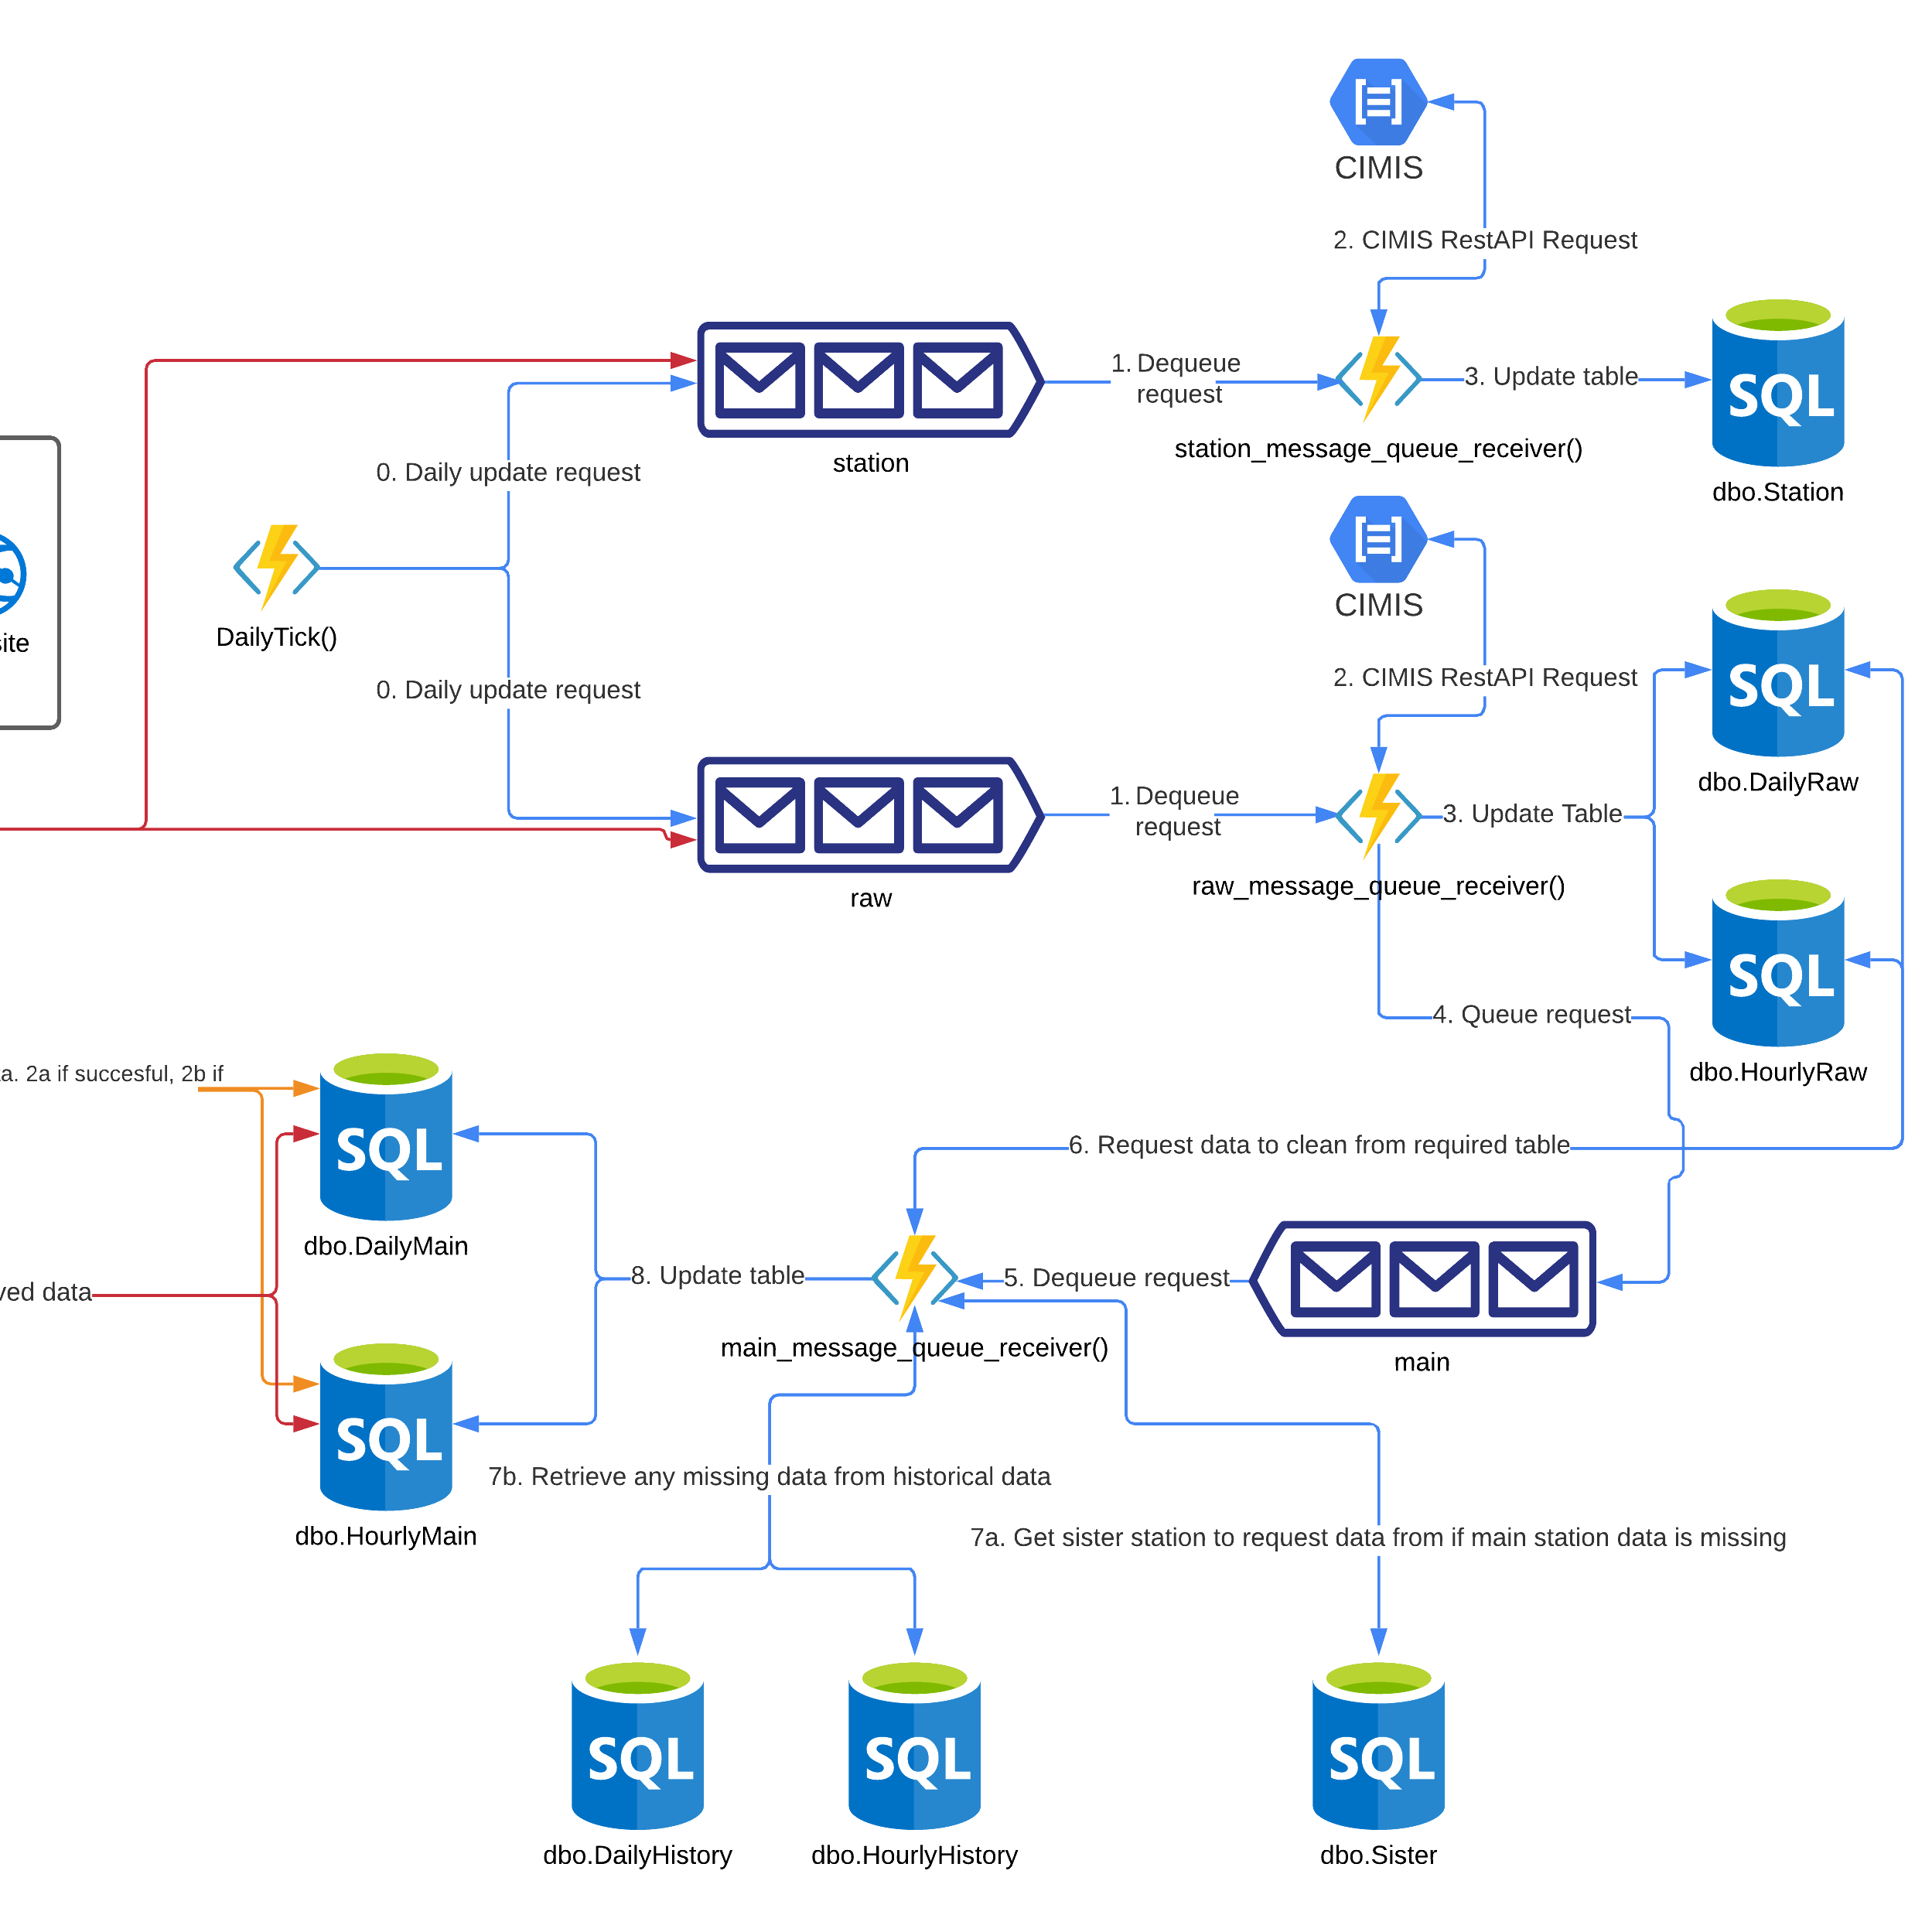 CIMIS
2. CIMIS RestAPI Request
1. Dequeue
request
3. Update table
SQL
station
station_message_queue_receiver()
dbo.Station
0. Daily update request
DailyTick()
CIMIS
2. CIMIS RestAPI Request
SQL
dbo.DailyRaw
0. Daily update request
1. Dequeue
request
3. Update Table
raw
raw_message_queue_receiver()
SQL
4. Queue request
dbo.HourlyRaw
a. 2a if succesful, 2b if
SQL
dbo.DailyMain
6. Request data to clean from required table
8. Update table
5. Dequeue request
ved data
main_message_queue_receiver()
main
SQL
dbo.HourlyMain
7b. Retrieve any missing data from historical data
7a. Get sister station to request data from if main station data is missing
SQL
SQL
SQL
dbo.DailyHistory
dbo.HourlyHistory
dbo.Sister